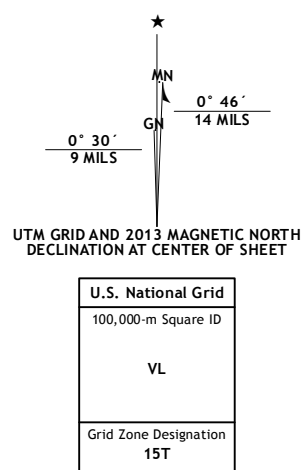 ★
MN
0° 46´
14 MILS
GN
0° 30´
9 MILS
UTM GRID AND 2013 MAGNETIC NORTH
DECLINATION AT CENTER OF SHEET
U.S. National Grid
100,000-m Square ID
VL
Grid Zone Designation
15T